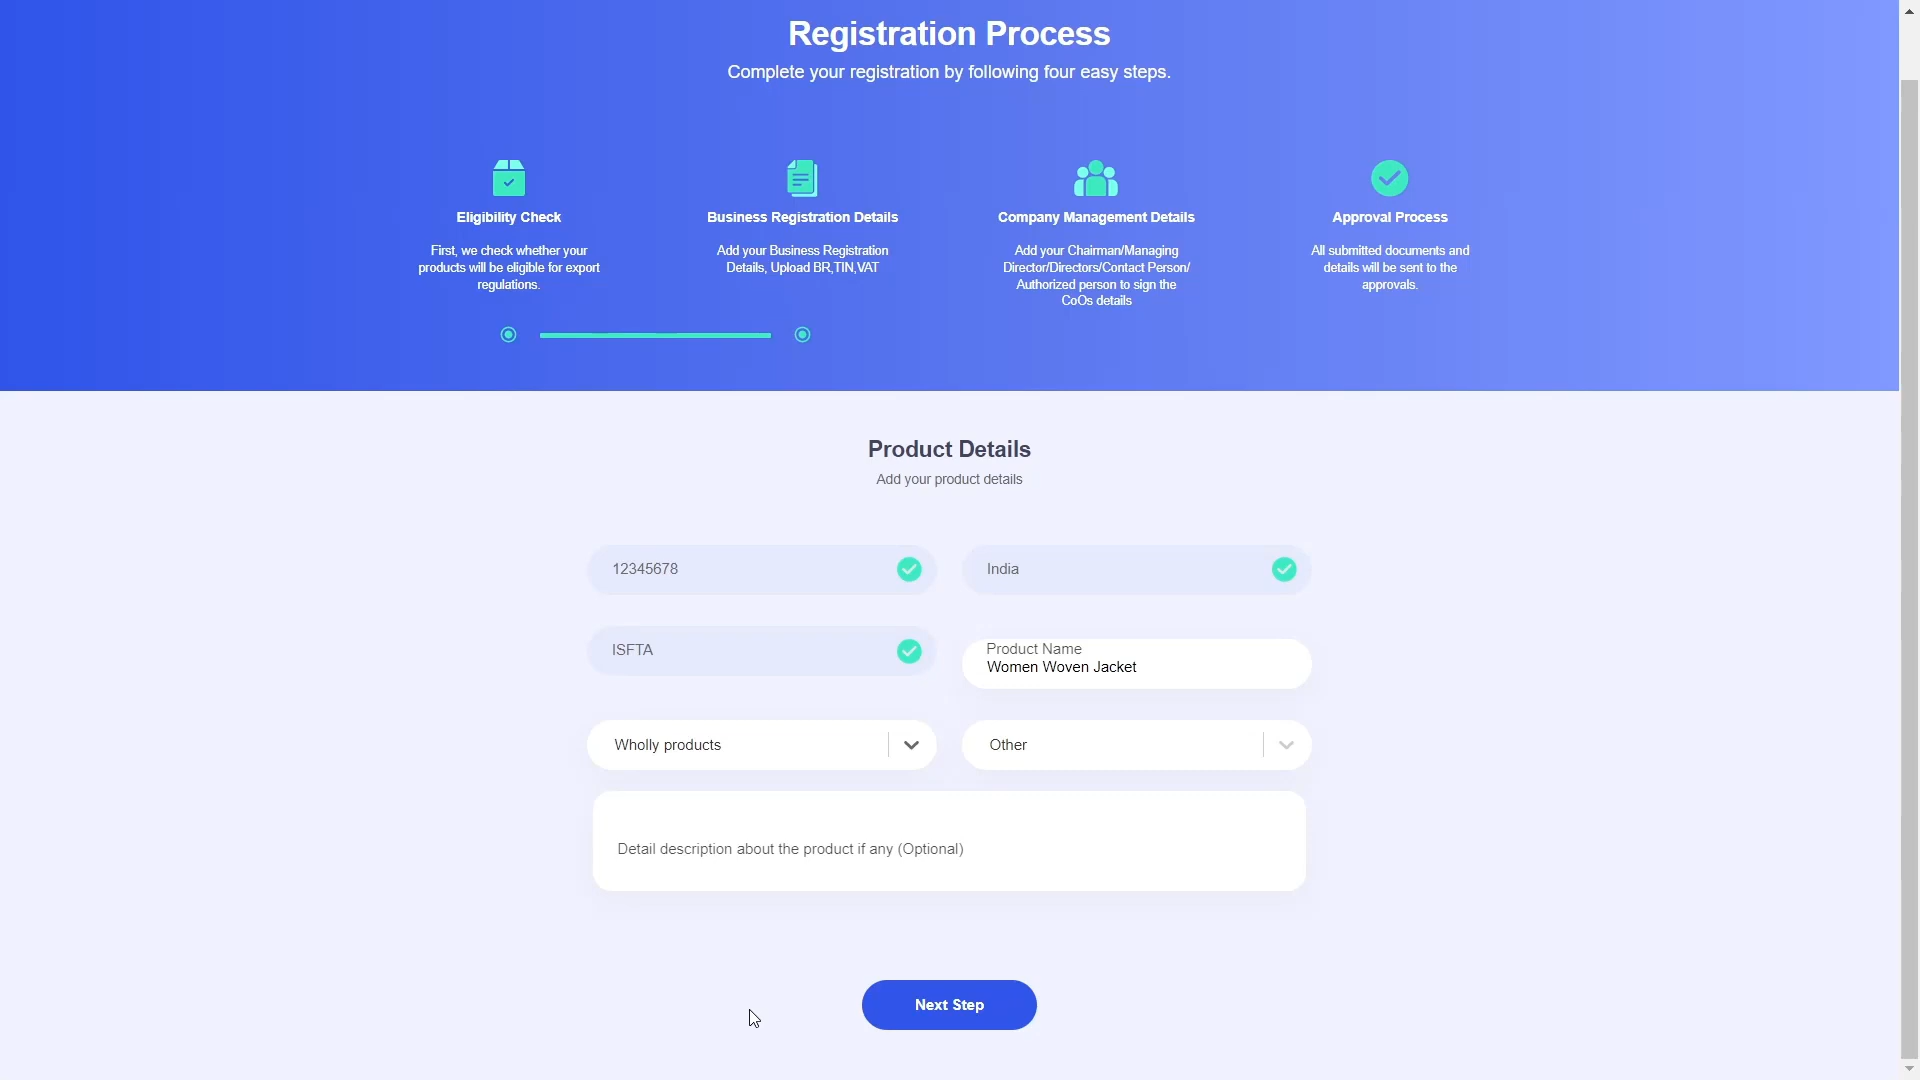 Registration Process
Complete your registration by following four easy steps.
Eligibility Check
First, we check whether your
products will be eligible for export
regulations.
Business Registration Details
Add your Business Registration
Details, Upload BR,TIN,VAT
Company Management Details
Add your Chairman/Managing
Director/Directors/Contact Person/
Authorized person to sign the
CoOs details
Approval Process
All submitted documents and
details will be sent to the
approvals.
Product Details
Add your product details
12345678
India
ISFTA
Product Name
Women Woven Jacket
Wholly products
Other
Detail description about the product if any (Optional)
Next Step